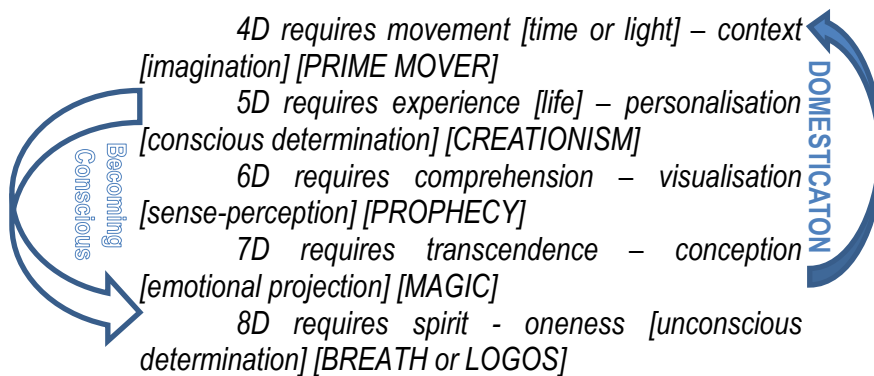 4D requires movement [time or light] – context
[imagination] [PRIME MOVER]
5D requires experience [life] – personalisation
[conscious determination] [CREATIONISM]
6D requires comprehension – visualisation
[sense-perception] [PROPHECY]
7D requires transcendence – conception
[emotional projection] [MAGIC]
8D requires spirit - oneness [unconscious
determination] [BREATH or LOGOS]
Becoming
Conscious
DOMESTICATON